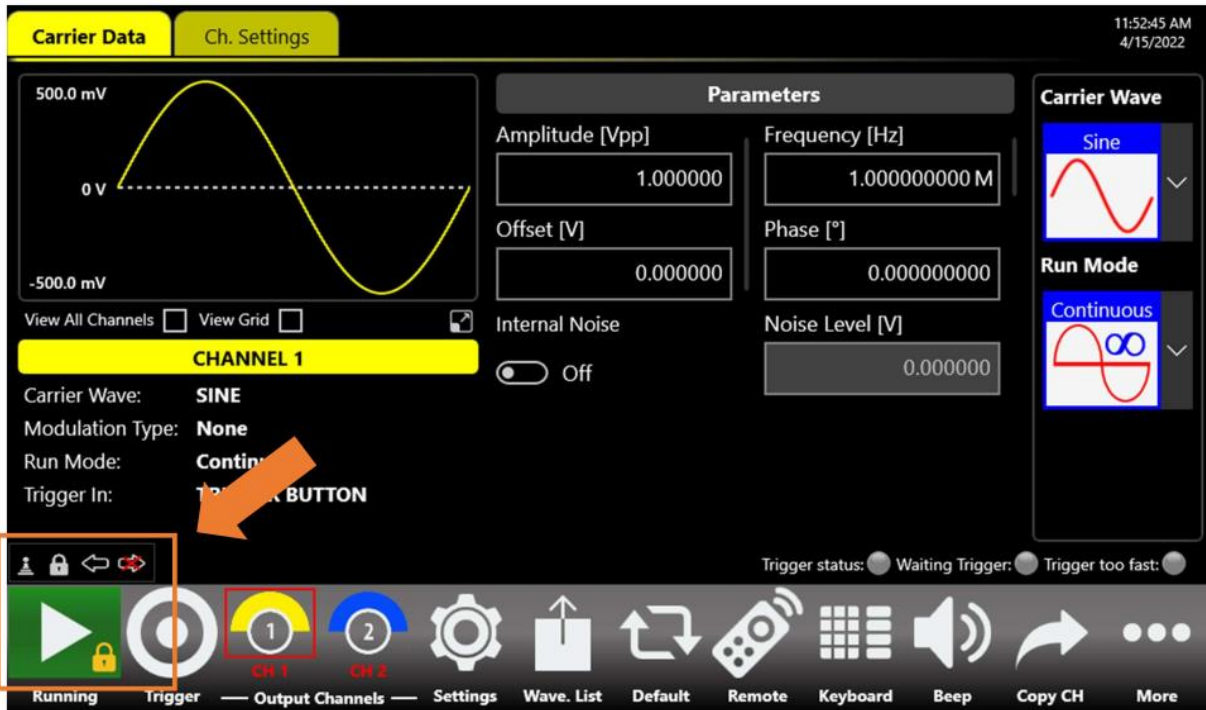 Carrier Data
Ch. Settings
11:52:45 AM
4/15/2022
500.0 mV
0 V
-500.0 mV
View All Channels
View Grid
CHANNEL 1
Carrier Wave: SINE
Modulation Type: None
Run Mode:
Trigger In: BUTTON
Parameters
Amplitude [Vpp]
1.000000
Frequency [Hz]
1.000000000 M
Offset [V]
0.000000
Phase [°]
0.000000000
Internal Noise
Off
Noise Level [V]
0.000000
Carrier Wave
Sine
Run Mode
Continuous
Trigger status: Waiting Trigger: Trigger too fast:
1
2
CH 1
CH 2
Running
Trigger
Output Channels
Settings
Wave. List
Default
Remote
Keyboard
Beep
Copy CH
More